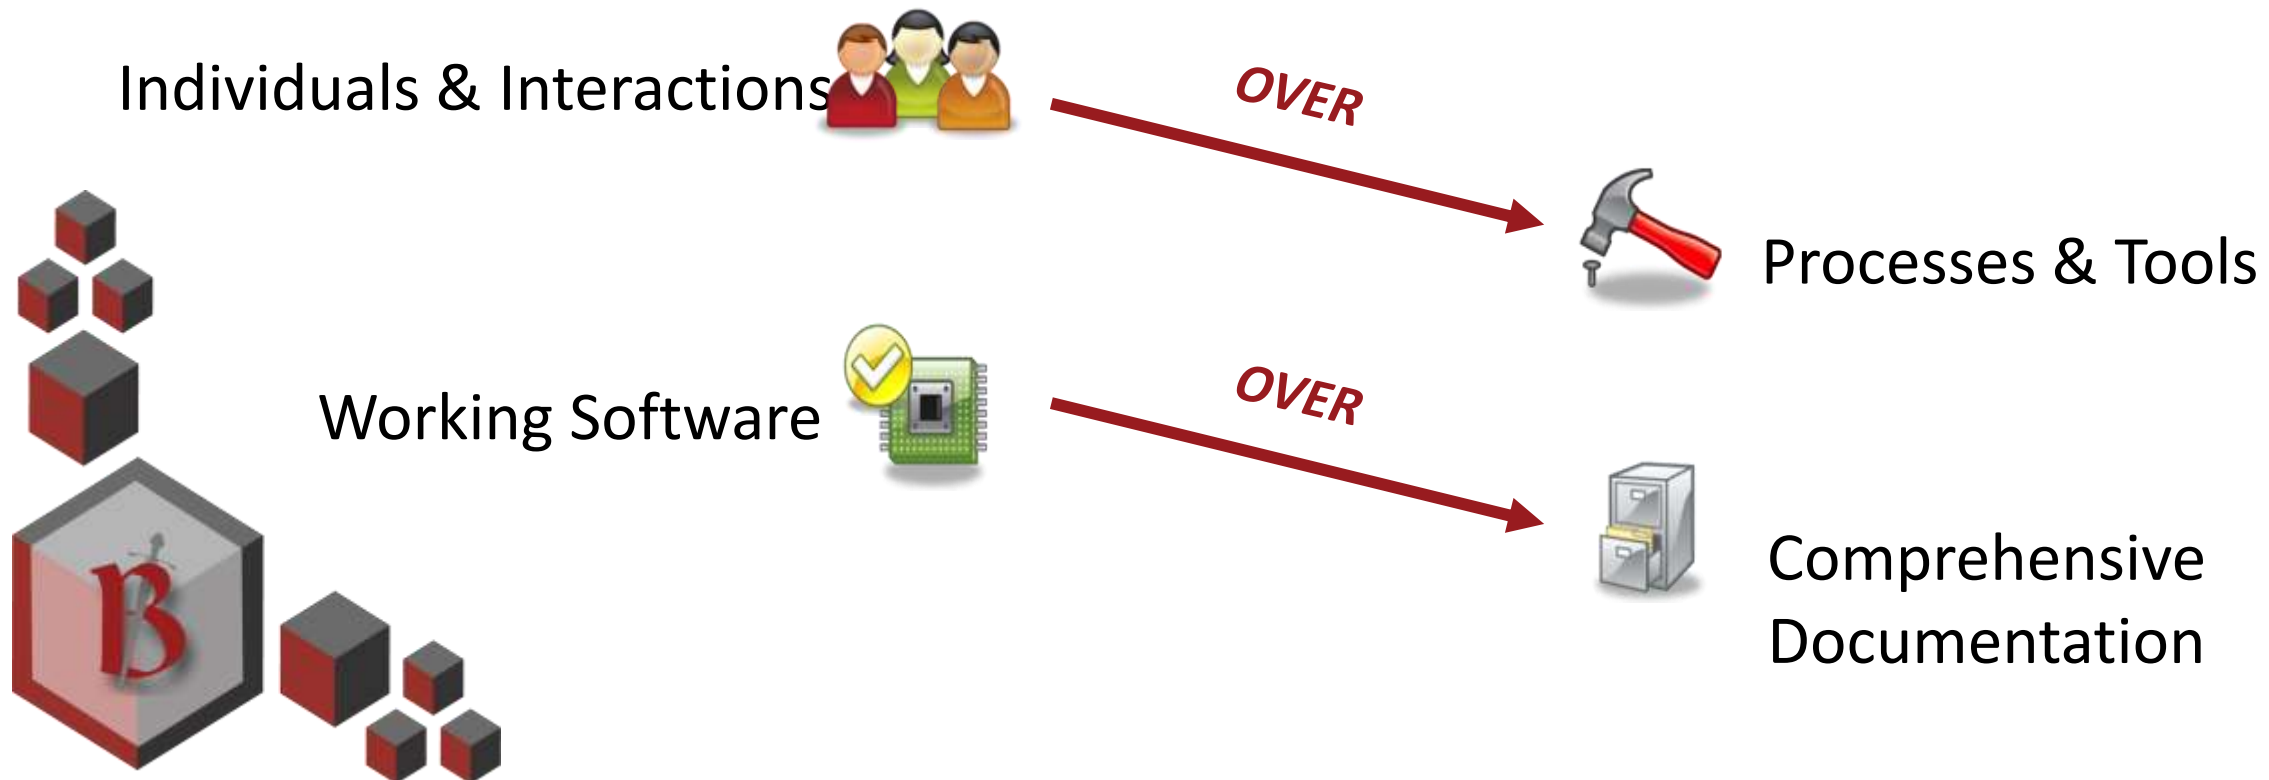 Individuals & Interactions
OVER
Processes & Tools
Working Software
OVER
Comprehensive
Documentation
B